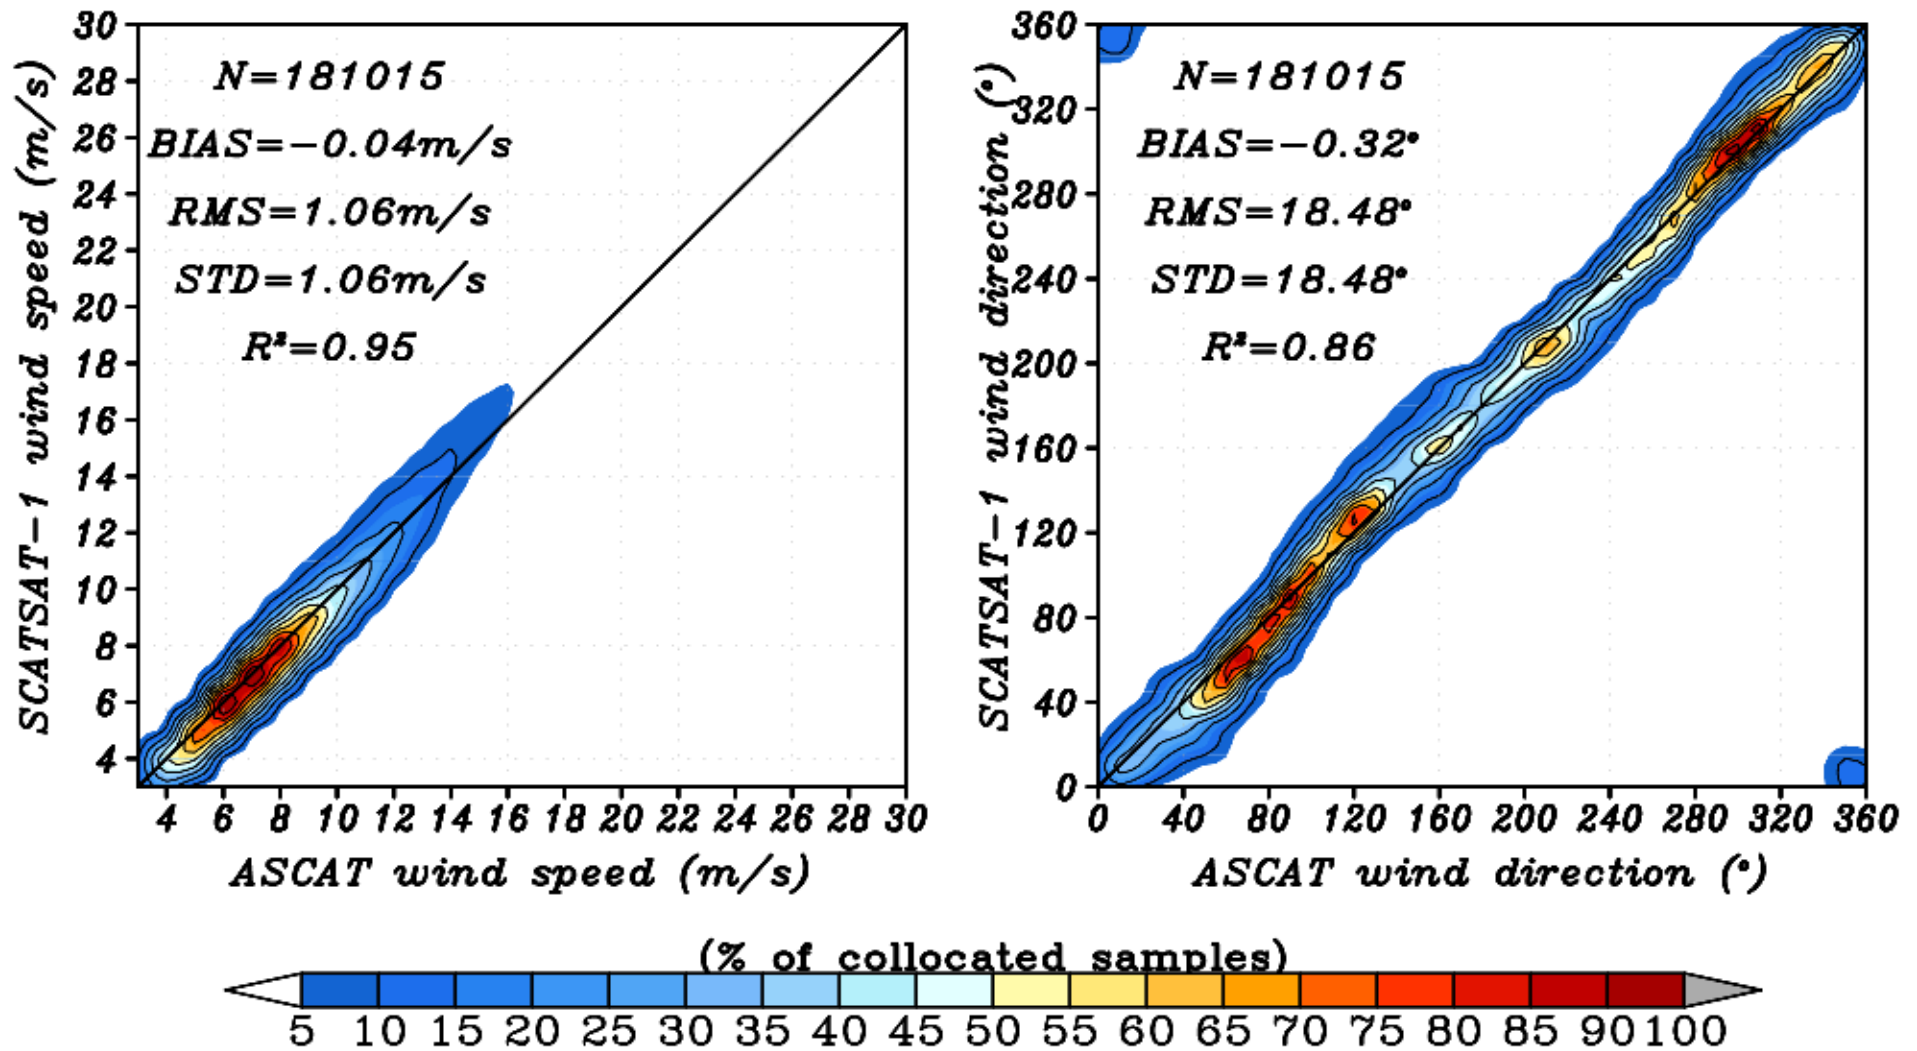 SCATSAT-1 wind speed (m/s)
30
28
26
24
22
20
18
16
14
12
10
8
6
4
N=181015
BIAS=-0.04m/s
RMS=1.06m/s
STD=1.06m/s
R²=0.95
4 6 8 10 12 14 16 18 20 22 24 26 28 30
ASCAT wind speed (m/s)
SCATSAT-1 wind direction (°)
360
320
280
240
200
160
120
80
40
0
N=181015
BIAS=-0.32°
RMS=18.48°
STD=18.48°
R²=0.86
0 40 80 120 160 200 240 280 320 360
ASCAT wind direction (°)
(% of collocated samples)
5 10 15 20 25 30 35 40 45 50 55 60 65 70 75 80 85 90 100